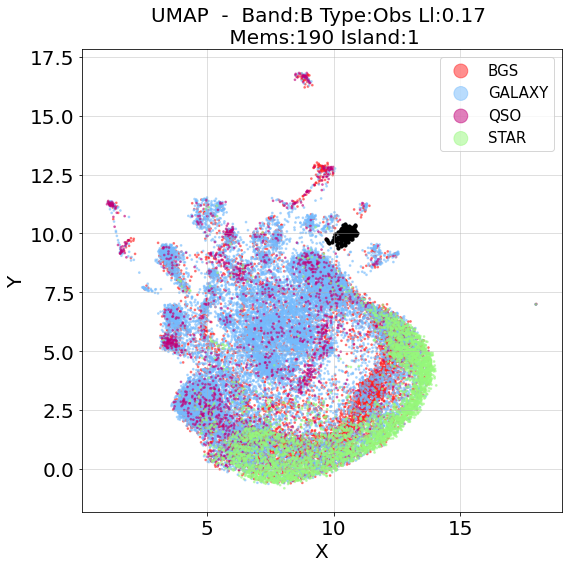 UMAP  -  Band:B Type:Obs Ll:0.17
Mems:190 Island:1
BGS
GALAXY
QSO
STAR
17.5
15.0
12.5
10.0
7.5
5.0
2.5
0.0
Y
5 10 15
X